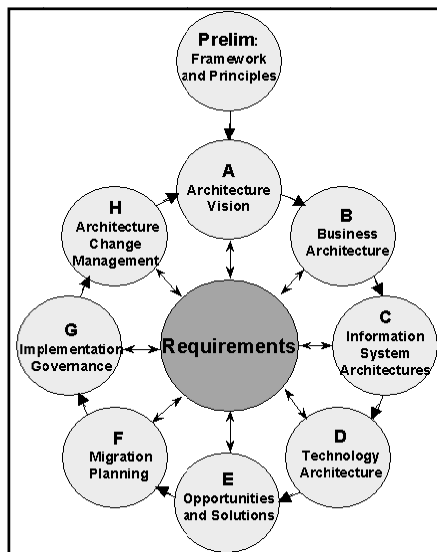 Prelim:
Framework
and Principles
A
Architecture
Vision
H
Architecture
Change
Management
B
Business
Architecture
G
Implementation
Governance
Requirements
C
Information
System
Architectures
F
Migration
Planning
D
Technology
Architecture
E
Opportunities
and Solutions